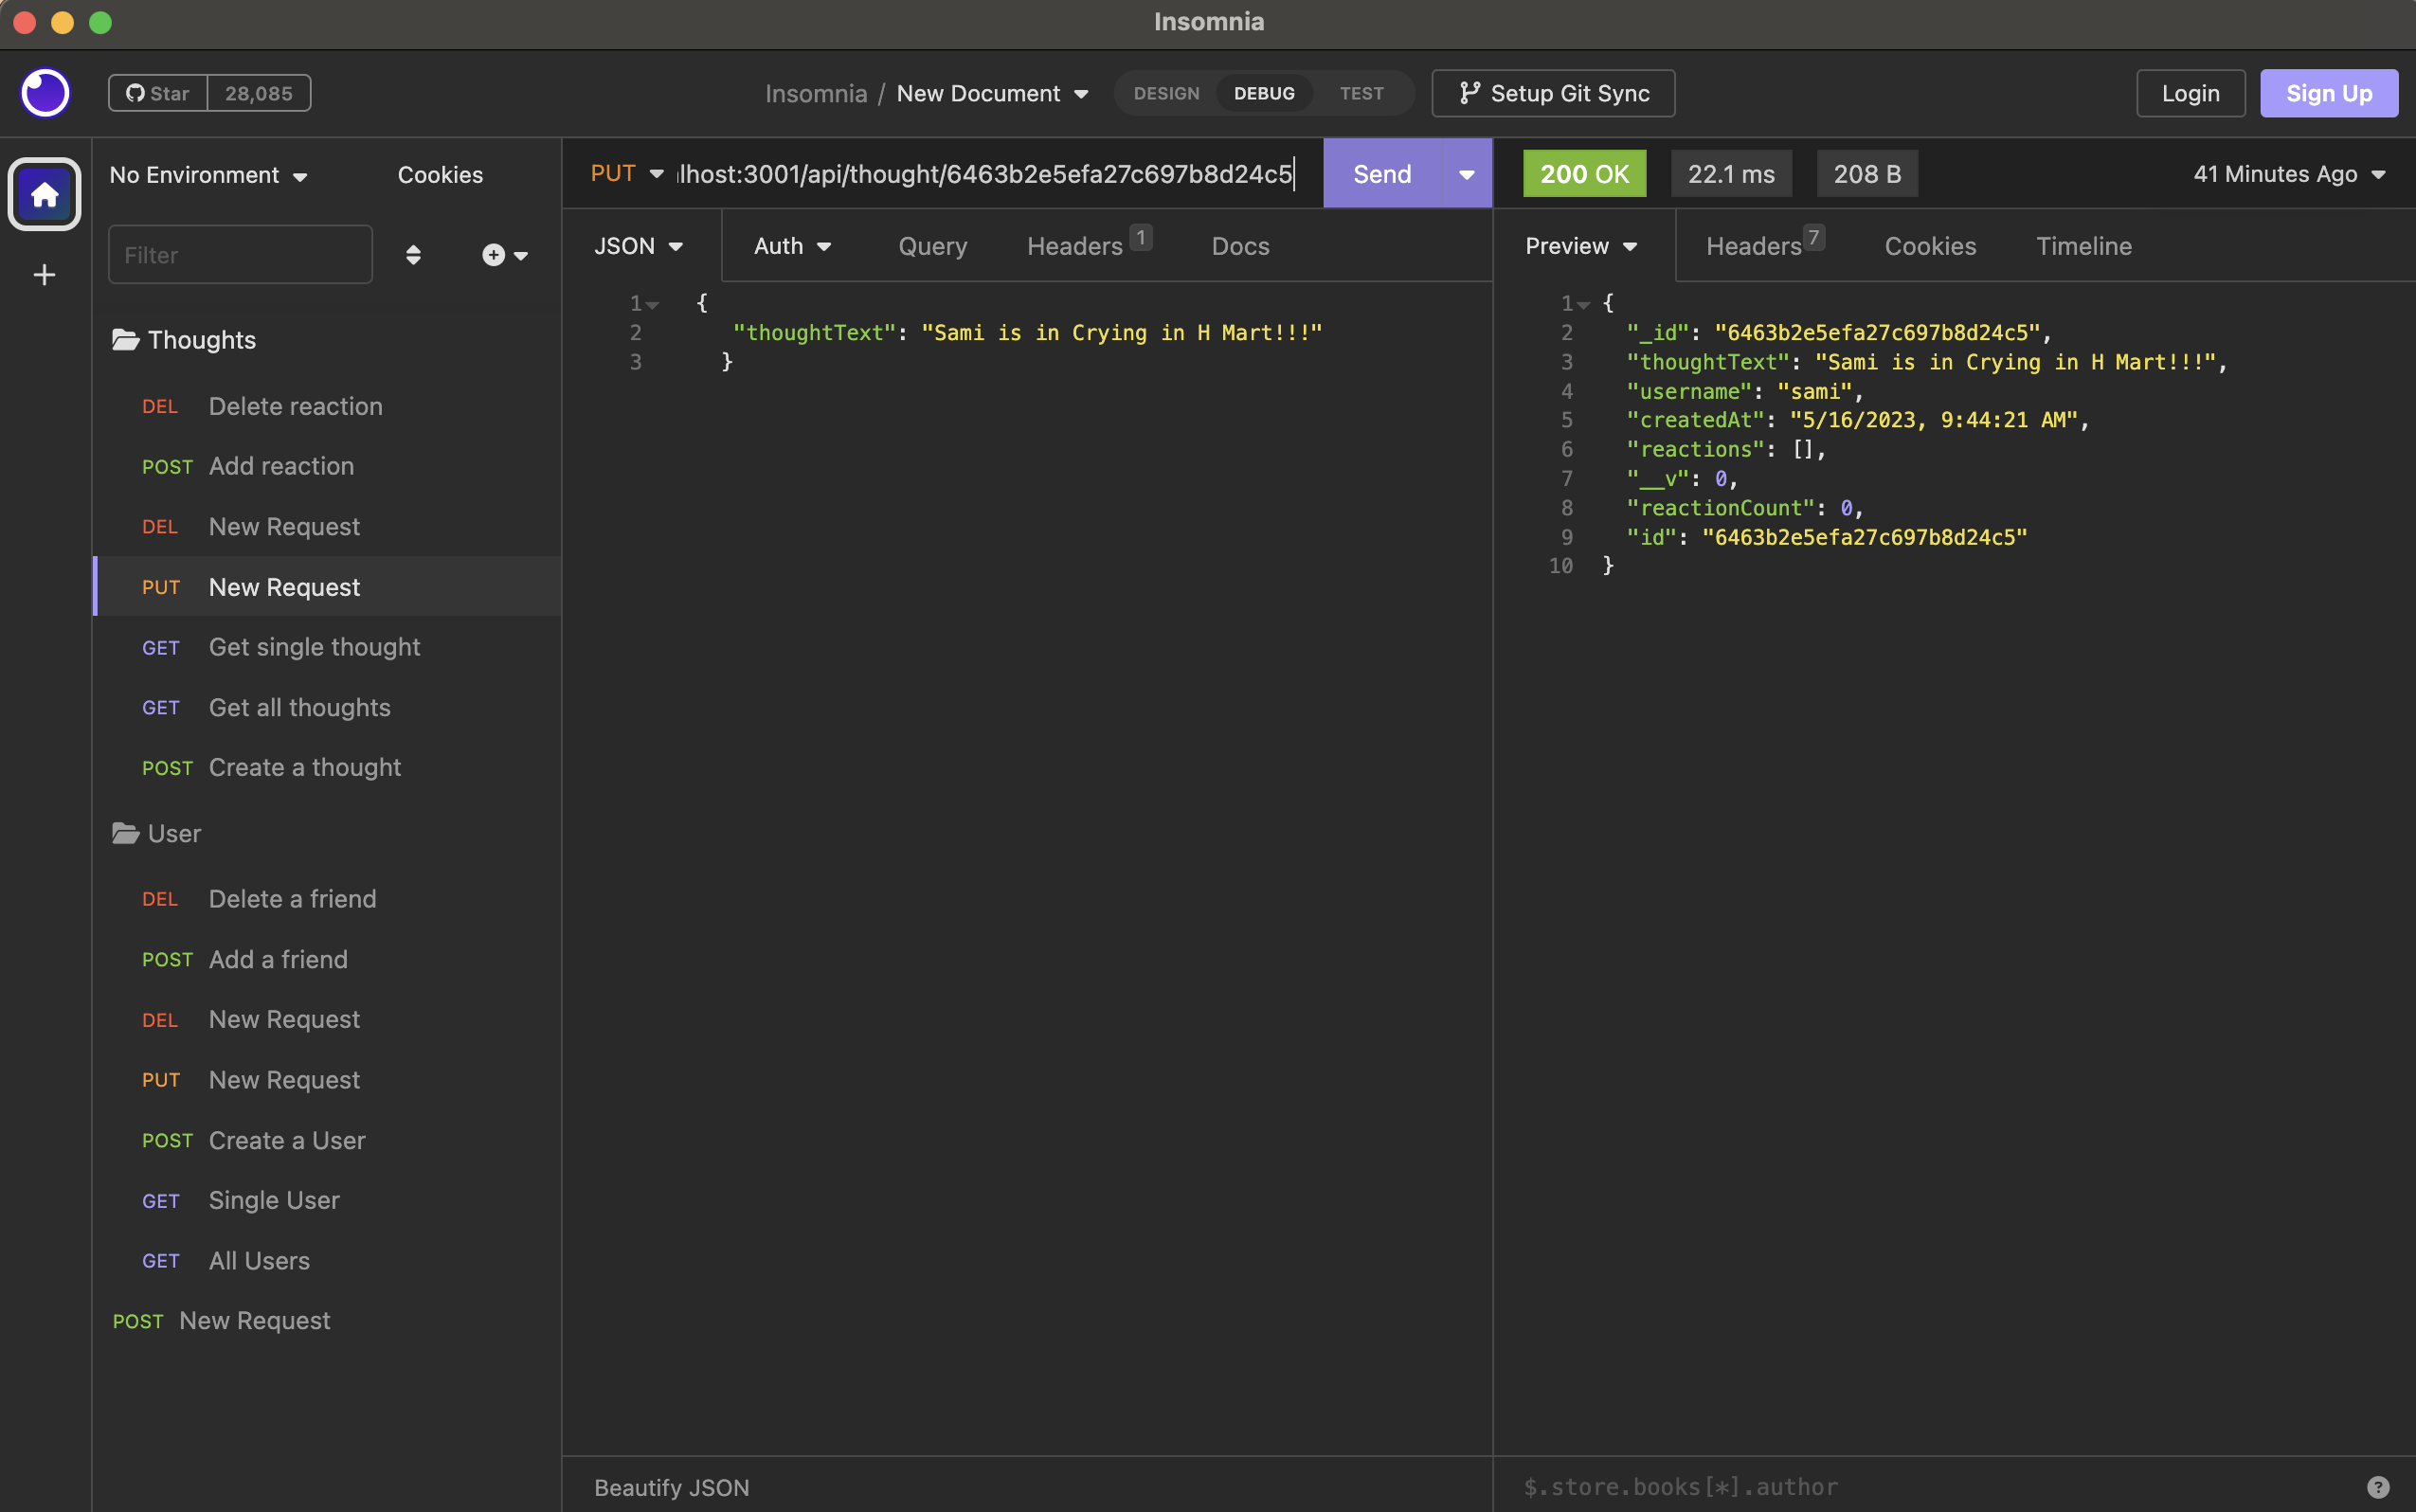 Insomnia
Star 28,085
Insomnia / New Document
DESIGN DEBUG TEST
Setup Git Sync
Login
Sign Up
No Environment
Cookies
Filter
Thoughts
DEL Delete reaction
POST Add reaction
DEL New Request
PUT New Request
GET Get single thought
GET Get all thoughts
POST Create a thought
User
DEL Delete a friend
POST Add a friend
DEL New Request
PUT New Request
POST Create a User
GET Single User
GET All Users
POST New Request
PUT lhost:3001/api/thought/6463b2e5efa27c697b8d24c5 Send
JSON Auth Query Headers 1 Docs
1 {
2 "thoughtText": "Sami is in Crying in H Mart!!!"
3 }
Beautify JSON
200 OK 22.1 ms 208 B 41 Minutes Ago
Preview Headers 7 Cookies Timeline
1 {
2 "_id": "6463b2e5efa27c697b8d24c5",
3 "thoughtText": "Sami is in Crying in H Mart!!!",
4 "username": "sami",
5 "createdAt": "5/16/2023, 9:44:21 AM",
6 "reactions": [],
7 "__v": 0,
8 "reactionCount": 0,
9 "id": "6463b2e5efa27c697b8d24c5"
10 }
$.store.books[*].author
?